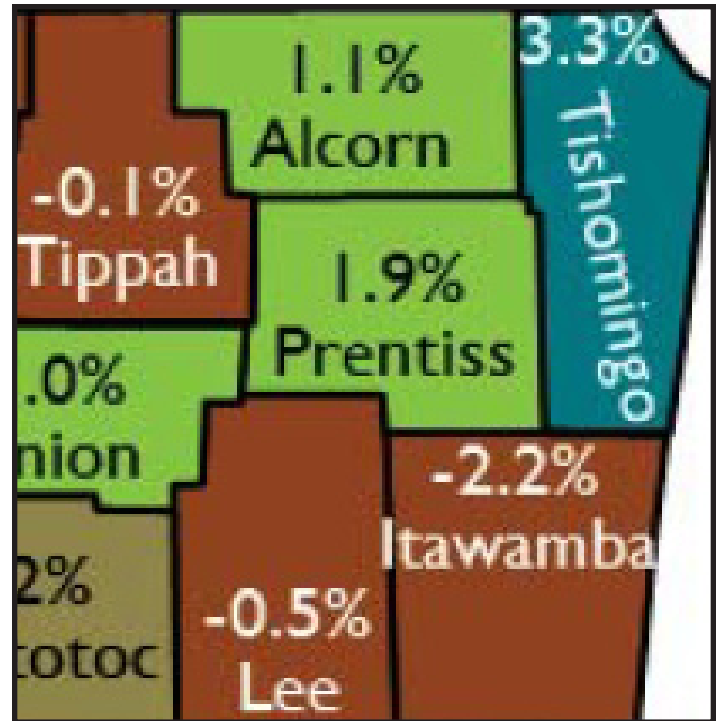 1.1%
Alcorn
3.3%
Tishomingo
-0.1%
Tippah
1.9%
Prentiss
.0%
nion
-2.2%
Itawamba
2%
totoc
-0.5%
Lee